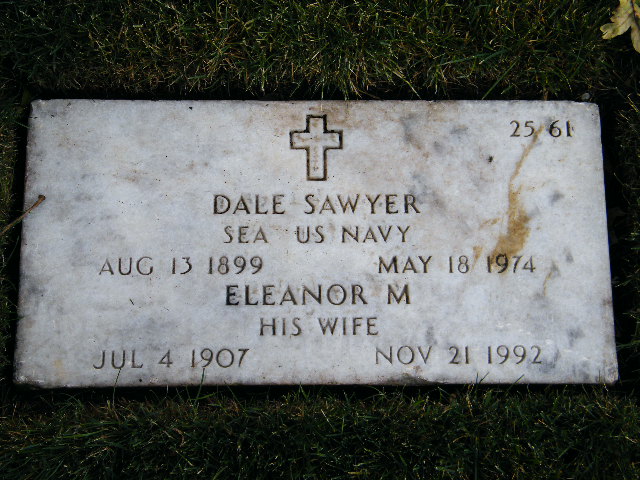 25 61
DALE SAWYER
SEA US NAVY
AUG 13 1899 MAY 18 1974
ELEANOR M
HIS WIFE
JUL 4 1907 NOV 21 1992